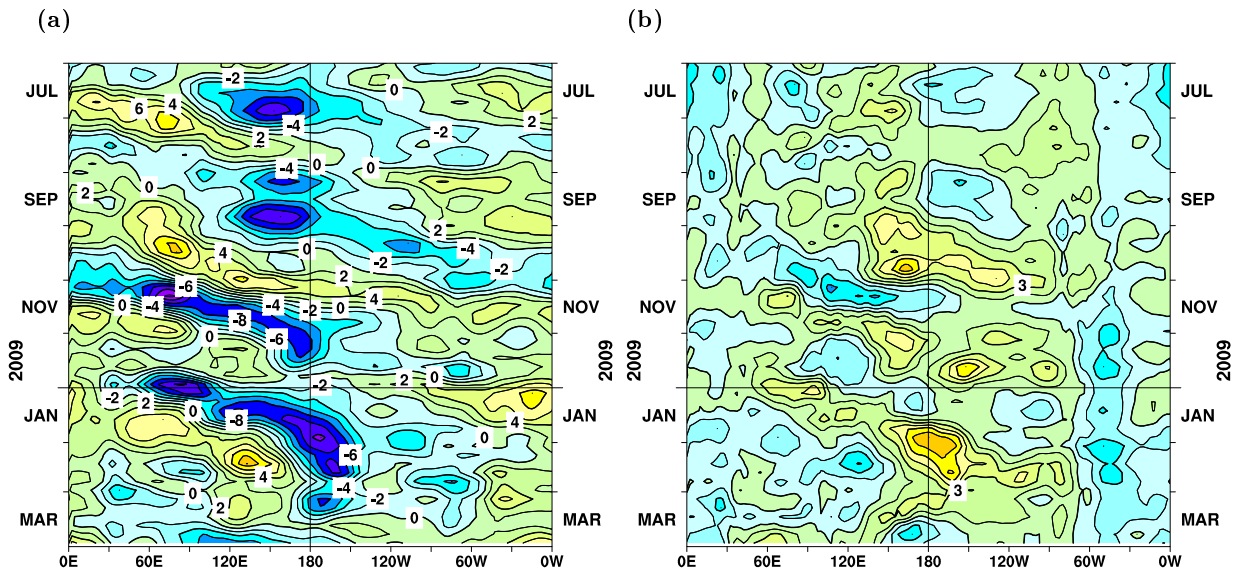 (a)
(b)
JUL
SEP
NOV
2009
JAN
MAR
0E 60E 120E 180 120W 60W 0W
-2 0 6 4 -4 2 -2 2
0 -4 0 0
2 0 2 -4 4 0 -2 -2
-6 2
0 -4 -4 -2 0 4
-8 0 -6
-2 2 0
-2 2 0 -8 4
0 -6
4 -4
0 2 -2 0
JUL
SEP
NOV
2009
JAN
MAR
JUL
SEP
NOV
2009
JAN
MAR
3
3
0E 60E 120E 180 120W 60W 0W
JUL
SEP
NOV
2009
JAN
MAR